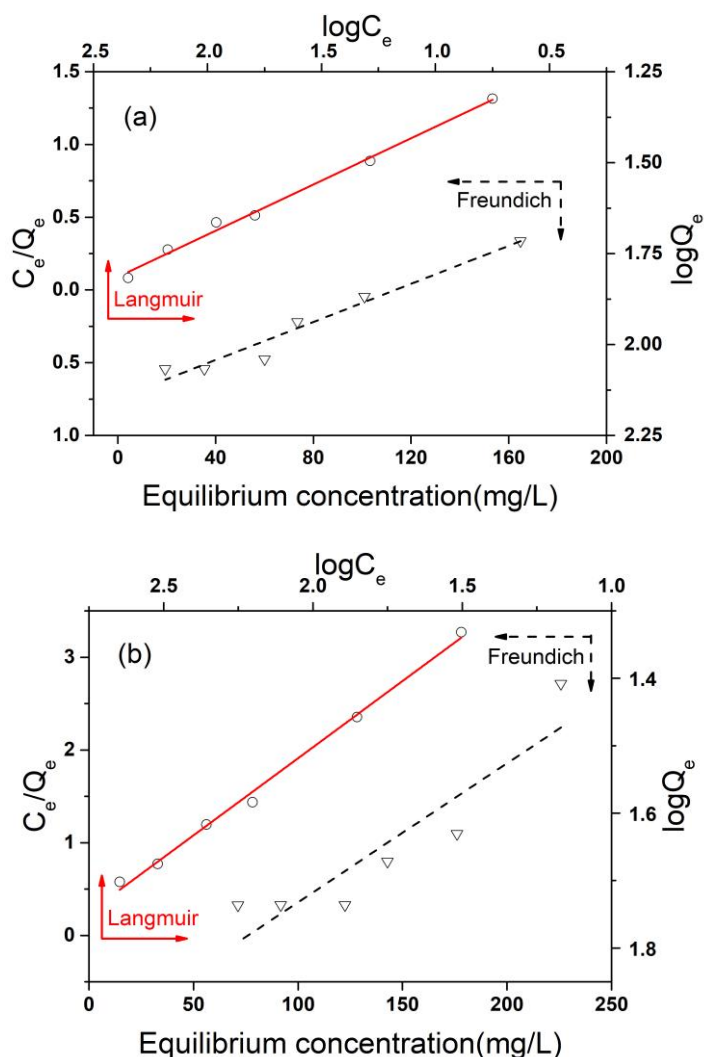 logCe
2.5 2.0 1.5 1.0 0.5
1.5 1.25
(a)
1.0
1.50
Freundich
0.5
Ce/Qe
1.75
logQe
0.0
Langmuir
2.00
0.5
1.0 2.25
0 40 80 120 160 200
Equilibrium concentration(mg/L)
logCe
2.5 2.0 1.5 1.0
(b)
3
Freundich
1.4
2
Ce/Qe
1.6
logQe
1
Langmuir
0
1.8
0 50 100 150 200 250
Equilibrium concentration(mg/L)